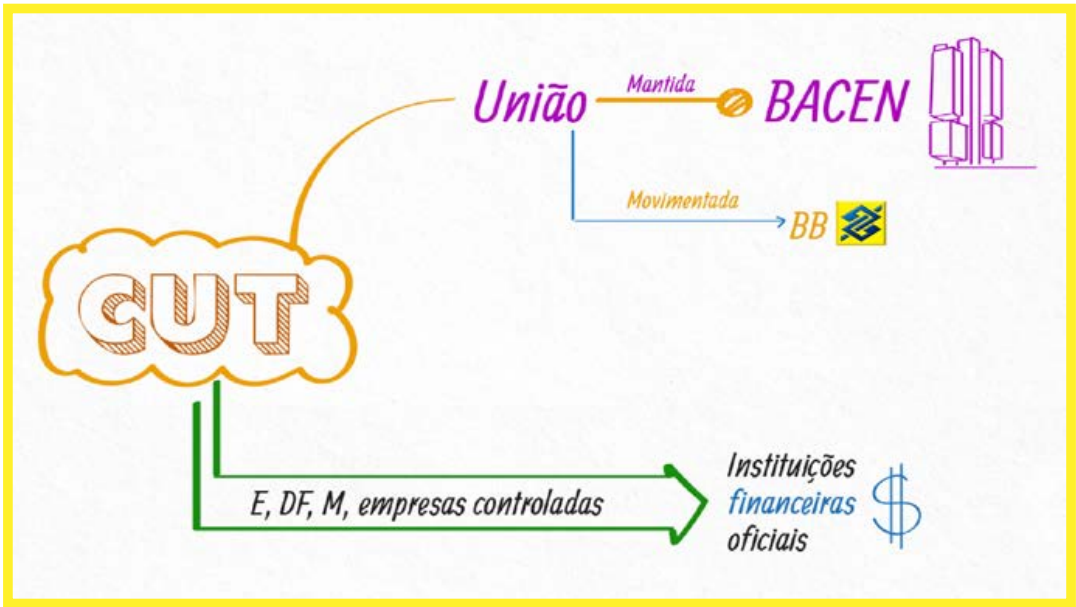 União
Mantida
BACEN
Movimentada
BB
CUT
E, DF, M, empresas controladas
Instituições
financeiras
oficiais
$